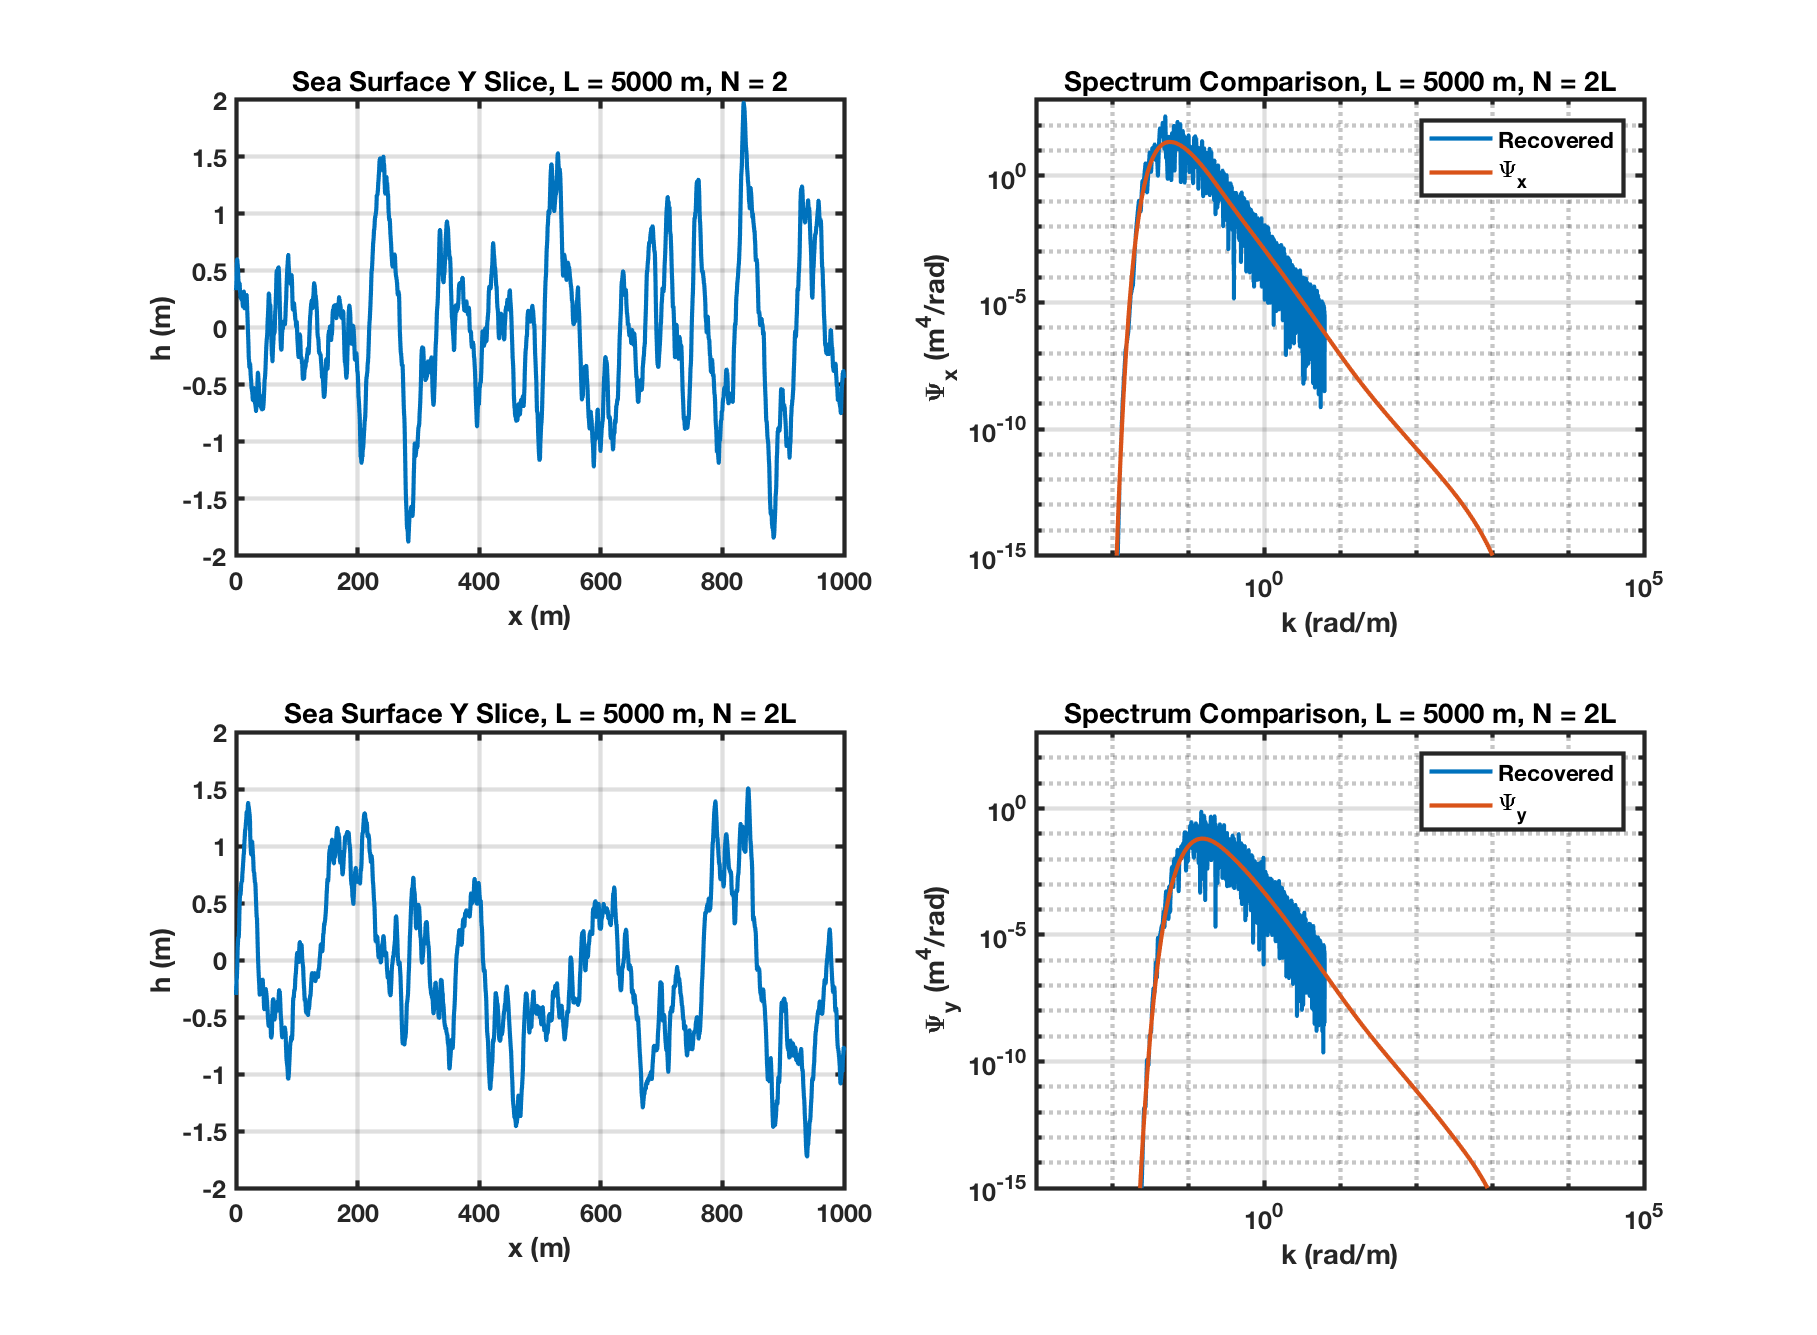 Sea Surface Y Slice, L = 5000 m, N = 2
2
1.5
1
0.5
0
-0.5
-1
-1.5
-2
h (m)
0 200 400 600 800 1000
x (m)
Spectrum Comparison, L = 5000 m, N = 2L
Recovered
Ψx
10^0
10^-5
10^-10
10^-15
Ψx (m^4/rad)
10^0 10^5
k (rad/m)
Sea Surface Y Slice, L = 5000 m, N = 2L
2
1.5
1
0.5
0
-0.5
-1
-1.5
-2
h (m)
0 200 400 600 800 1000
x (m)
Spectrum Comparison, L = 5000 m, N = 2L
Recovered
Ψy
10^0
10^-5
10^-10
10^-15
Ψy (m^4/rad)
10^0 10^5
k (rad/m)